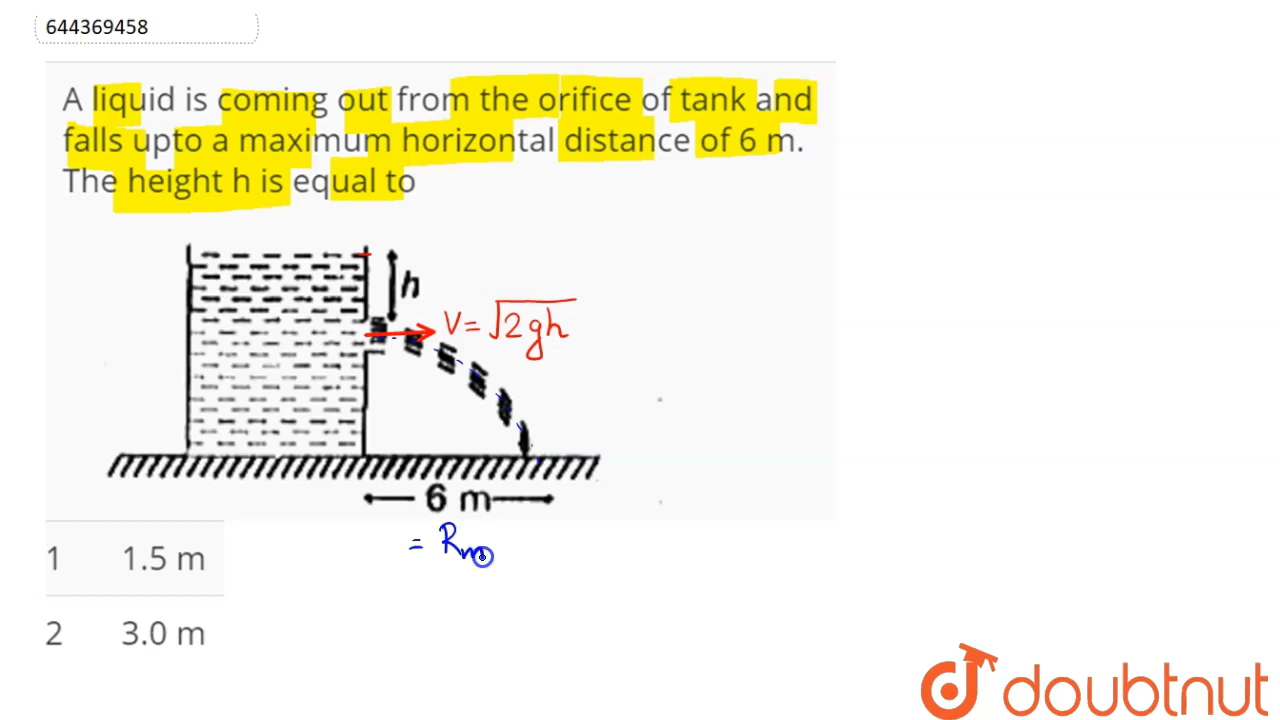 644369458
A liquid is coming out from the orifice of tank and
falls upto a maximum horizontal distance of 6 m.
The height h is equal to
h
V = √2gh
6 m
= Rm
1 1.5 m
2 3.0 m
doubtnut